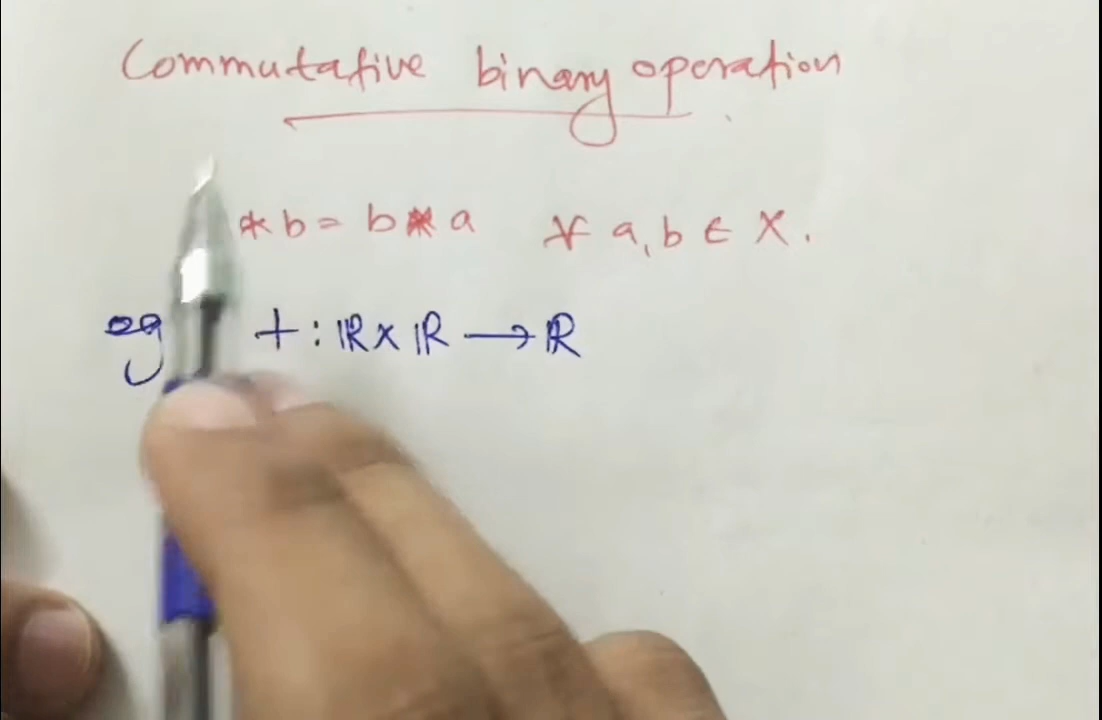 Commutative binary operation
* b = b * a ∀ a, b ∈ X.
eg + : ℝ × ℝ → ℝ